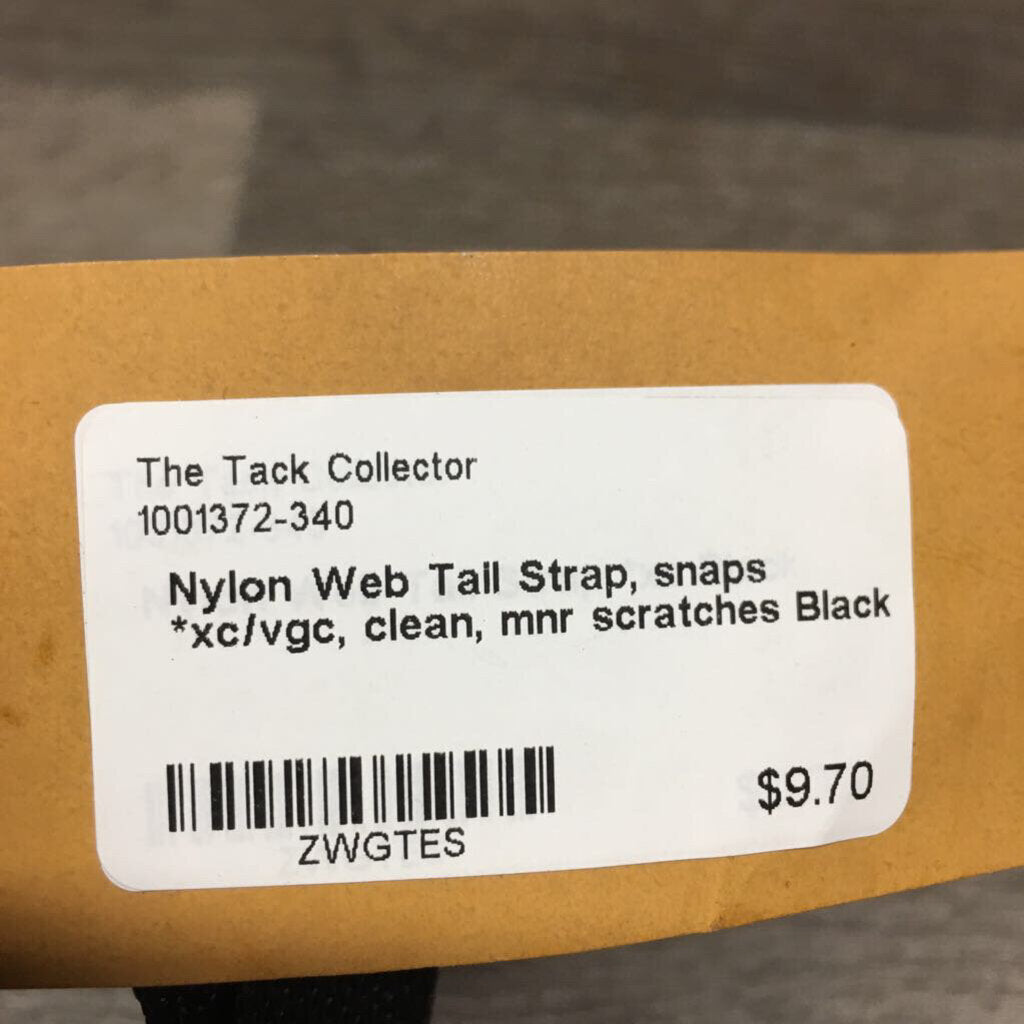 The Tack Collector
1001372-340
Nylon Web Tail Strap, snaps
*xc/vgc, clean, mnr scratches Black
ZWGTES
$9.70